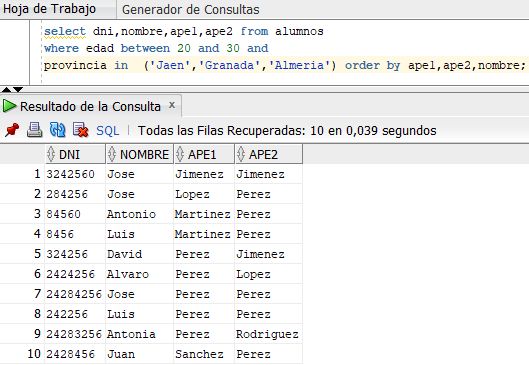 Hoja de Trabajo Generador de Consultas
select dni,nombre,ape1,ape2 from alumnos
where edad between 20 and 30 and
provincia in ('Jaen','Granada','Almeria') order by ape1,ape2,nombre;
Resultado de la Consulta x
SQL | Todas las Filas Recuperadas: 10 en 0,039 segundos
DNI NOMBRE APE1 APE2
1 3242560 Jose Jimenez Jimenez
2 284256 Jose Lopez Perez
3 84560 Antonio Martinez Perez
4 8456 Luis Martinez Perez
5 324256 David Perez Jimenez
6 2424256 Alvaro Perez Lopez
7 24284256 Jose Perez Perez
8 242256 Luis Perez Perez
9 24283256 Antonia Perez Rodriguez
10 2428456 Juan Sanchez Perez